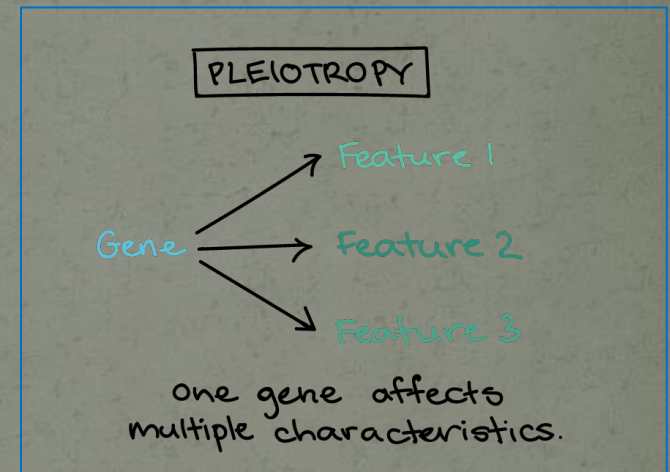 PLEIOTROPY
Feature 1
Gene
Feature 2
Feature 3
one gene affects
multiple characteristics.